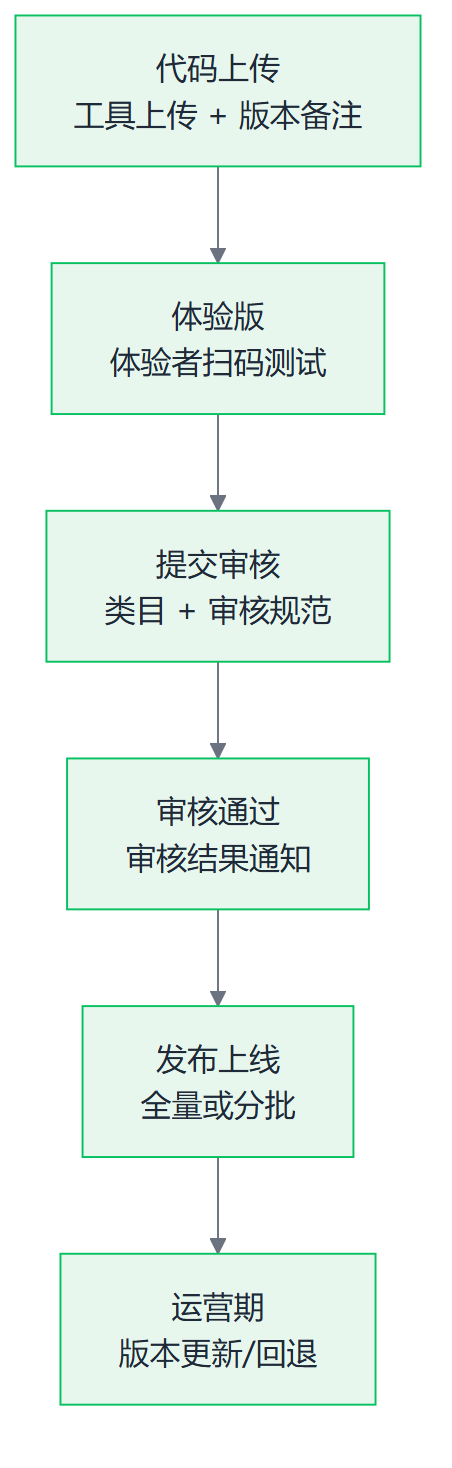 代码上传
工具上传 + 版本备注
体验版
体验者扫码测试
提交审核
类目 + 审核规范
审核通过
审核结果通知
发布上线
全量或分批
运营期
版本更新/回退